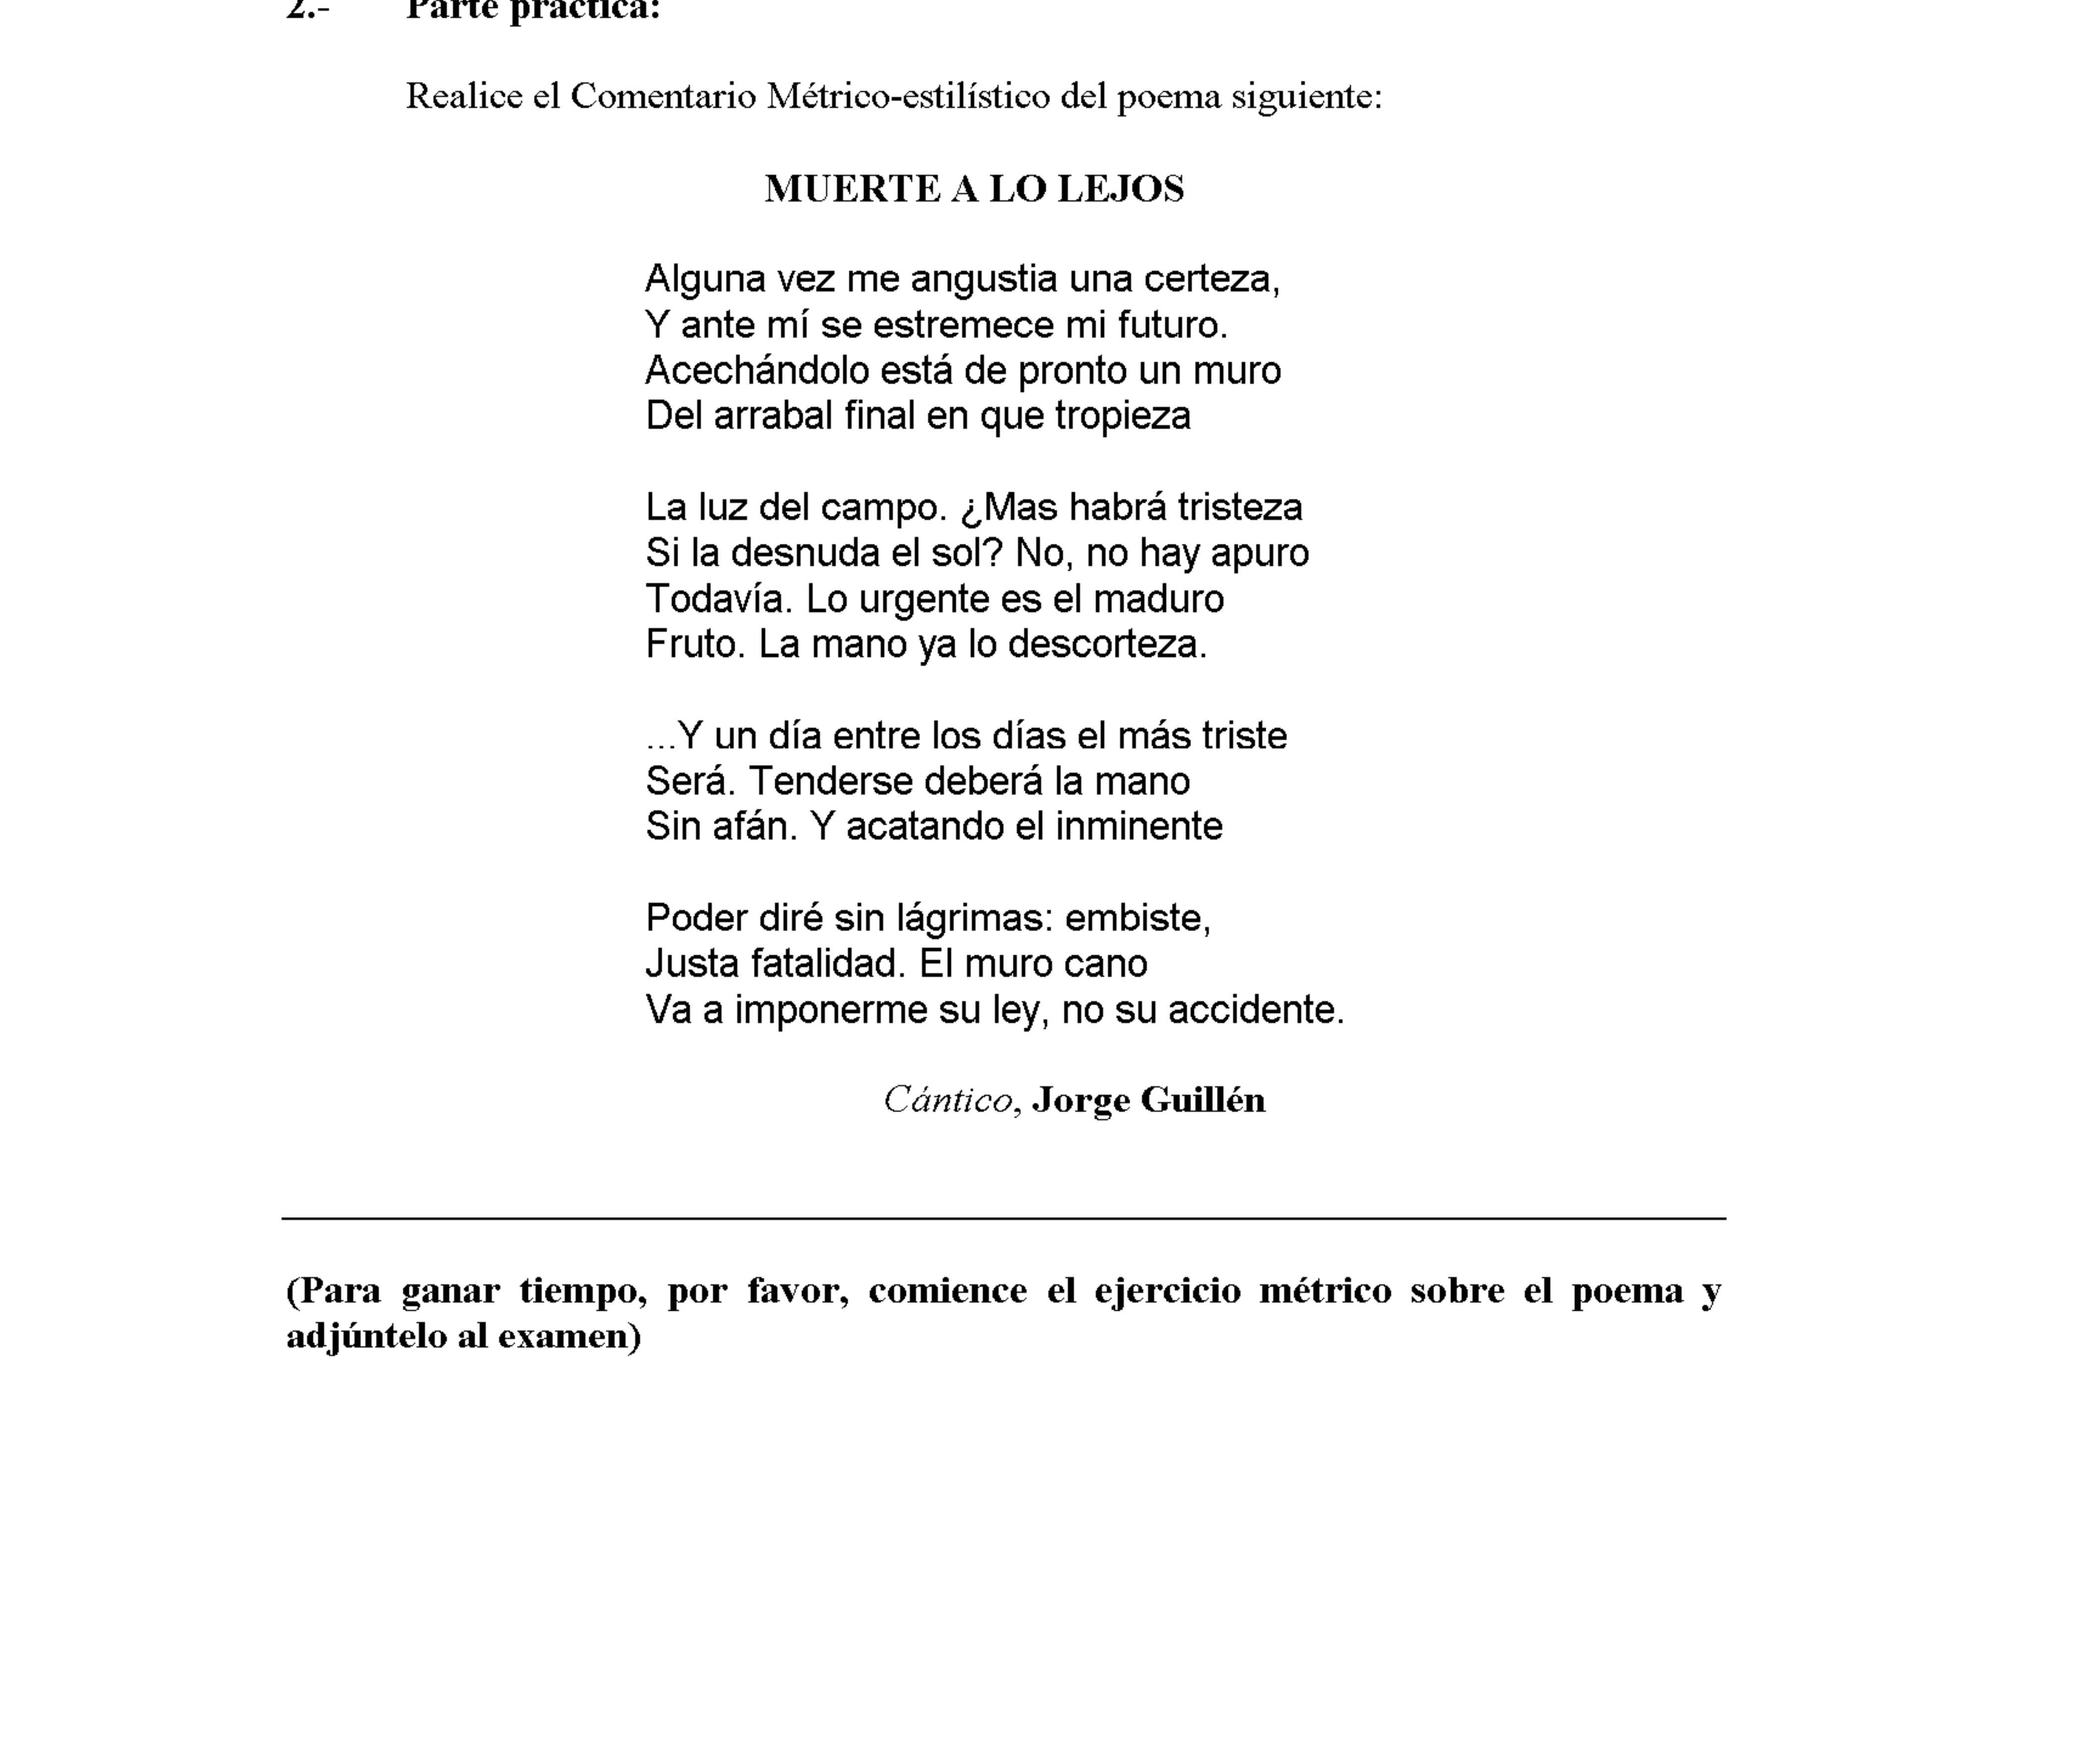 2.- Parte práctica:
Realice el Comentario Métrico-estilístico del poema siguiente:
MUERTE A LO LEJOS
Alguna vez me angustia una certeza,
Y ante mí se estremece mi futuro.
Acechándolo está de pronto un muro
Del arrabal final en que tropieza
La luz del campo. ¿Mas habrá tristeza
Si la desnuda el sol? No, no hay apuro
Todavía. Lo urgente es el maduro
Fruto. La mano ya lo descorteza.
...Y un día entre los días el más triste
Será. Tenderse deberá la mano
Sin afán. Y acatando el inminente
Poder diré sin lágrimas: embiste,
Justa fatalidad. El muro cano
Va a imponerme su ley, no su accidente.
Cántico, Jorge Guillén
(Para ganar tiempo, por favor, comience el ejercicio métrico sobre el poema y
adjúntelo al examen)